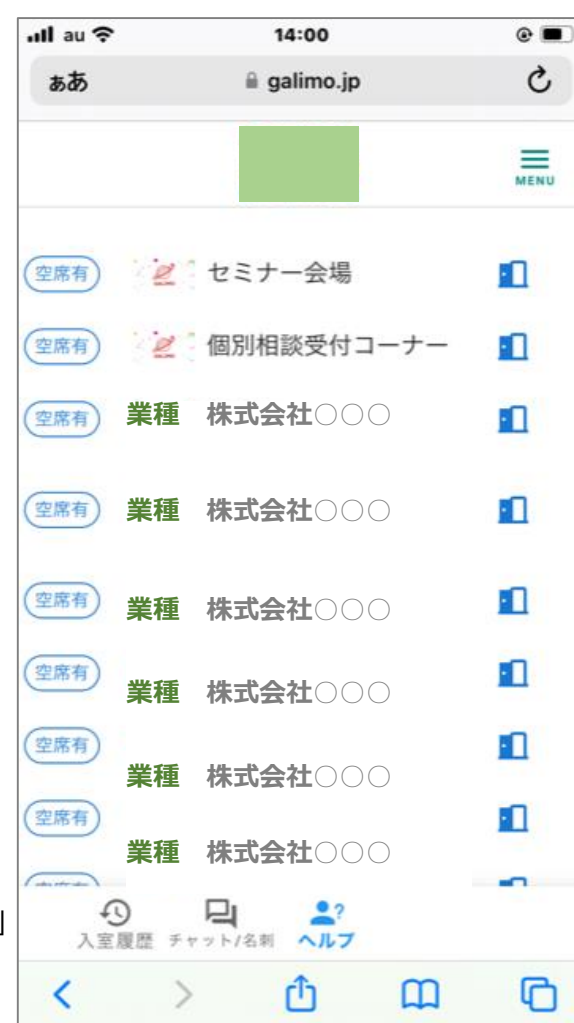 au 14:00
ぁあ galimo.jp
MENU
空席有 セミナー会場
空席有 個別相談受付コーナー
空席有 業種 株式会社○○○
空席有 業種 株式会社○○○
空席有 業種 株式会社○○○
空席有 業種 株式会社○○○
空席有 業種 株式会社○○○
空席有 業種 株式会社○○○
」
入室履歴 チャット/名刺 ヘルプ